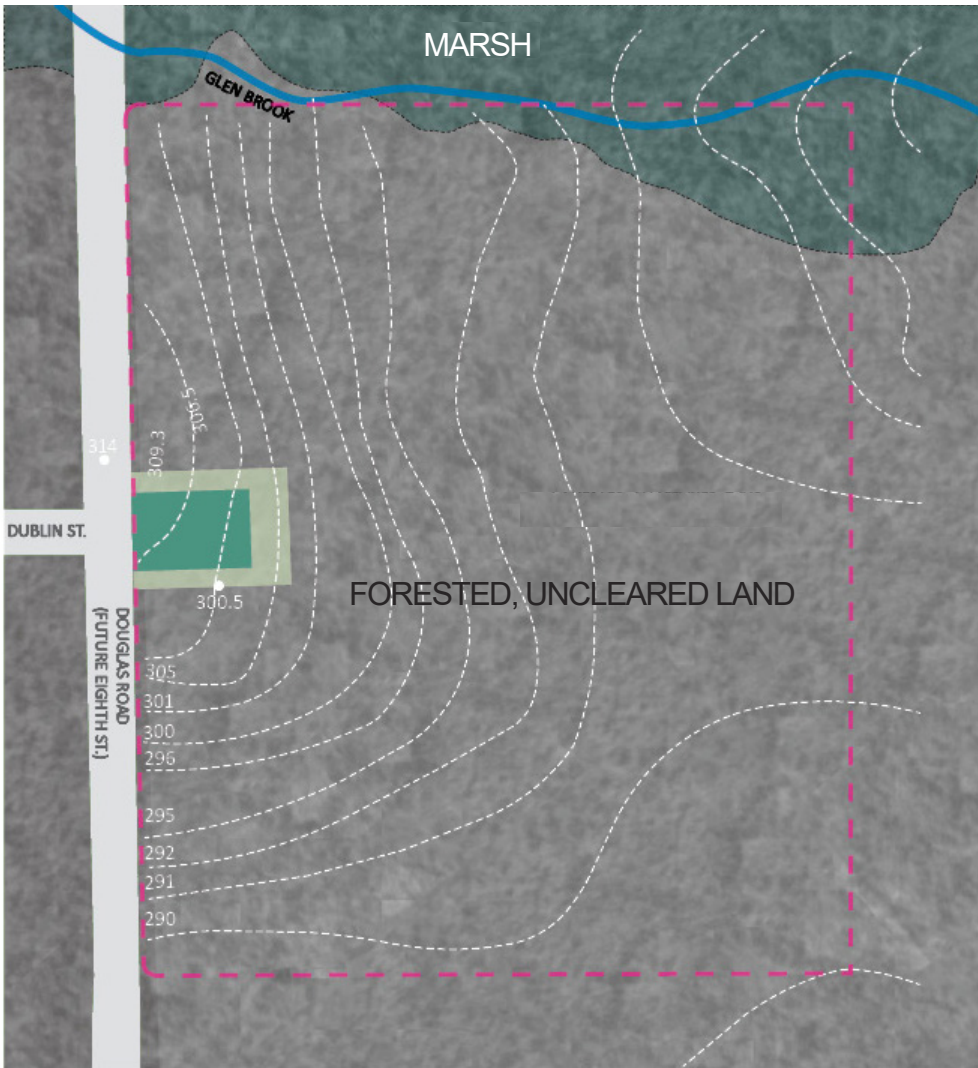 MARSH
GLEN BROOK
308.5
314
309.3
DUBLIN ST.
300.5
FORESTED, UNCLEARED LAND
DOUGLAS ROAD
(FUTURE EIGHTH ST.)
305
301
300
296
295
292
291
290